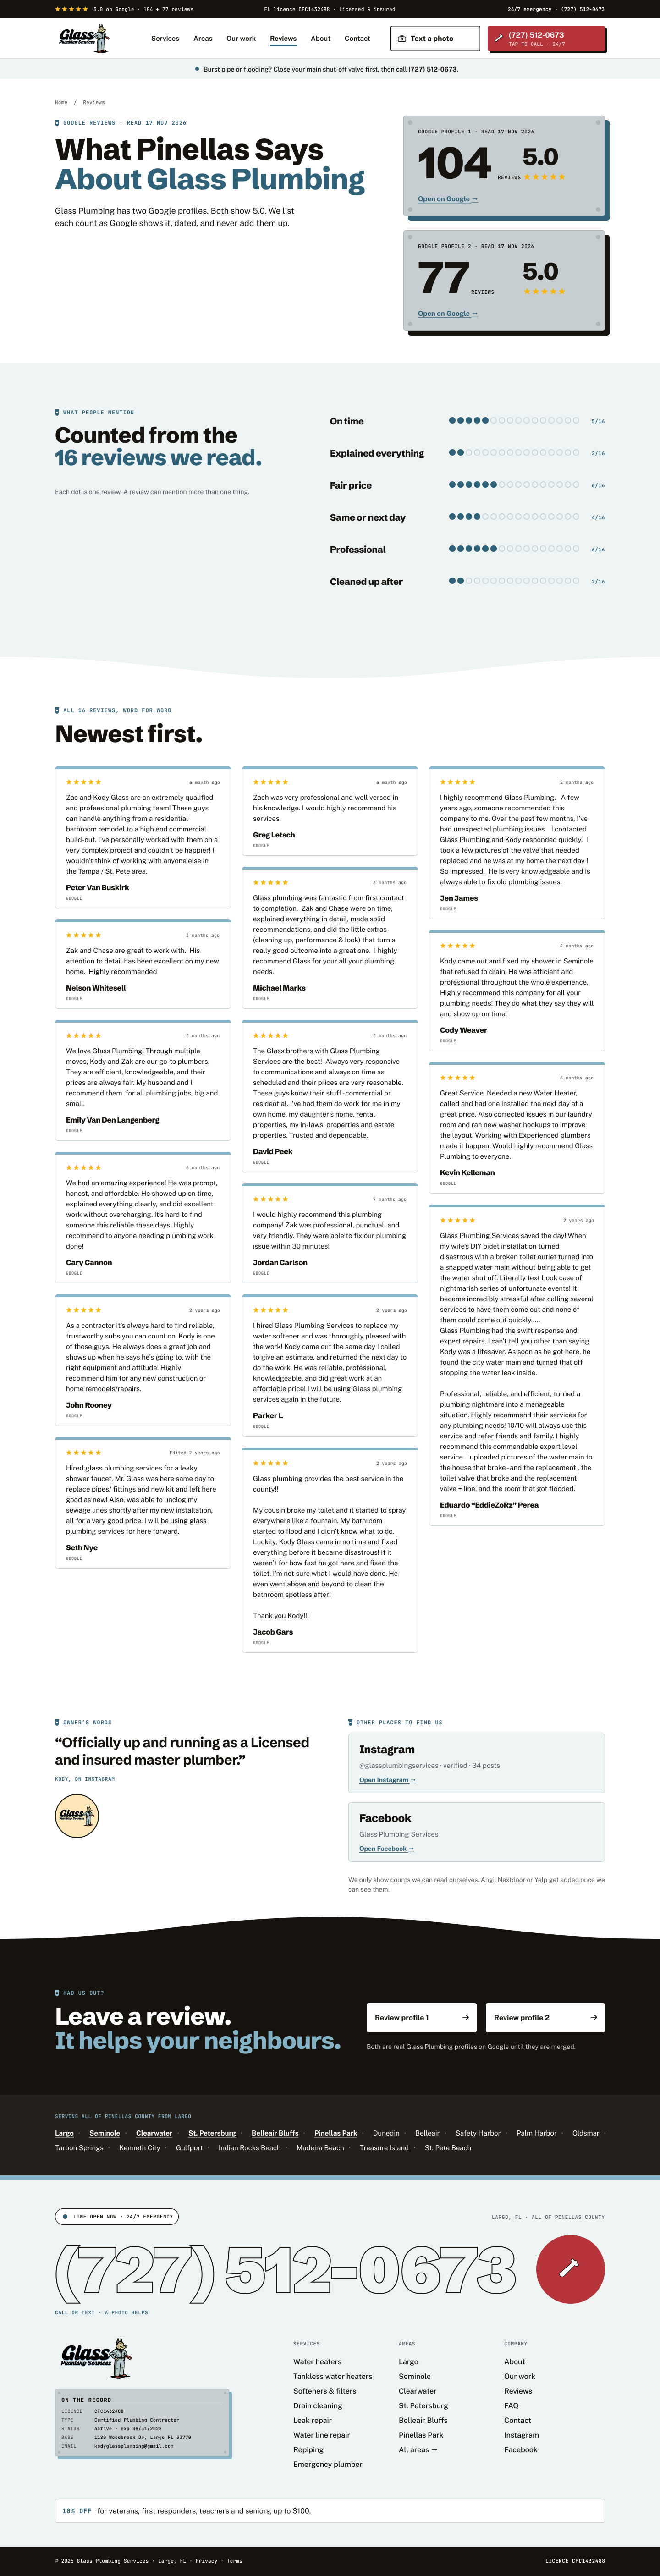 ★★★★★ 5.0 on Google · 104 + 77 reviews
FL licence CFC1432488 · Licensed & insured
24/7 emergency · (727) 512-0673
Glass
Plumbing Services
Services
Areas
Our work
Reviews
About
Contact
Text a photo
(727) 512-0673
TAP TO CALL · 24/7
Burst pipe or flooding? Close your main shut-off valve first, then call (727) 512-0673.
Home / Reviews
GOOGLE REVIEWS · READ 17 NOV 2026
What Pinellas Says
About Glass Plumbing
Glass Plumbing has two Google profiles. Both show 5.0. We list
each count as Google shows it, dated, and never add them up.
GOOGLE PROFILE 1 · READ 17 NOV 2026
104 REVIEWS
5.0
★★★★★
Open on Google →
GOOGLE PROFILE 2 · READ 17 NOV 2026
77 REVIEWS
5.0
★★★★★
Open on Google →
WHAT PEOPLE MENTION
Counted from the
16 reviews we read.
Each dot is one review. A review can mention more than one thing.
On time 5/16
Explained everything 2/16
Fair price 6/16
Same or next day 4/16
Professional 6/16
Cleaned up after 2/16
ALL 16 REVIEWS, WORD FOR WORD
Newest first.
★★★★★ a month ago
Zac and Kody Glass are an extremely qualified
and professional plumbing team! These guys
can handle anything from a residential
bathroom remodel to a high end commercial
build-out. I've personally worked with them on a
very complex project and couldn't be happier! I
wouldn't think of working with anyone else in
the Tampa / St. Pete area.
Peter Van Buskirk
GOOGLE
★★★★★ 3 months ago
Zak and Chase are great to work with. His
attention to detail has been excellent on my new
home. Highly recommended
Nelson Whitesell
GOOGLE
★★★★★ 5 months ago
We love Glass Plumbing! Through multiple
moves, Kody and Zak are our go-to plumbers.
They are efficient, knowledgeable, and their
prices are always fair. My husband and I
recommend them for all plumbing jobs, big and
small.
Emily Van Den Langenberg
GOOGLE
★★★★★ 6 months ago
We had an amazing experience! He was prompt,
honest, and affordable. He showed up on time,
explained everything clearly, and did excellent
work without overcharging. It's hard to find
someone this reliable these days. Highly
recommend to anyone needing plumbing work
done!
Cary Cannon
GOOGLE
★★★★★ 2 years ago
As a contractor it's always hard to find reliable,
trustworthy subs you can count on. Kody is one
of those guys. He always does a great job and
shows up when he says he's going to, with the
right equipment and attitude. Highly
recommend him for any new construction or
home remodels/repairs.
John Rooney
GOOGLE
★★★★★ Edited 2 years ago
Hired glass plumbing services for a leaky
shower faucet, Mr. Glass was here same day to
replace pipes/ fittings and new kit and left here
good as new! Also, was able to unclog my
sewage lines shortly after my new installation,
all for a very good price. I will be using glass
plumbing services for here forward.
Seth Nye
GOOGLE
★★★★★ a month ago
Zach was very professional and well versed in
his knowledge. I would highly recommend his
services.
Greg Letsch
GOOGLE
★★★★★ 3 months ago
Glass plumbing was fantastic from first contact
to completion. Zak and Chase were on time,
explained everything in detail, made solid
recommendations, and did the little extras
(cleaning up, performance & look) that turn a
really good outcome into a great one. I highly
recommend Glass for your all your plumbing
needs.
Michael Marks
GOOGLE
★★★★★ 5 months ago
The Glass brothers with Glass Plumbing
Services are the best! Always very responsive
to communications and always on time as
scheduled and their prices are very reasonable.
These guys know their stuff - commercial or
residential. I've had them do work for me in my
own home, my daughter's home, rental
properties, my in-laws' properties and estate
properties. Trusted and dependable.
David Peek
GOOGLE
★★★★★ 7 months ago
I would highly recommend this plumbing
company! Zak was professional, punctual, and
very friendly. They were able to fix our plumbing
issue within 30 minutes!
Jordan Carlson
GOOGLE
★★★★★ 2 years ago
I hired Glass Plumbing Services to replace my
water softener and was thoroughly pleased with
the work! Kody came out the same day I called
to give an estimate, and returned the next day to
do the work. He was reliable, professional,
knowledgeable, and did great work at an
affordable price! I will be using Glass plumbing
services again in the future.
Parker L
GOOGLE
★★★★★ 2 years ago
Glass plumbing provides the best service in the
county!!
My cousin broke my toilet and it started to spray
everywhere like a fountain. My bathroom
started to flood and I didn't know what to do.
Luckily, Kody Glass came in no time and fixed
everything before it became disastrous! If it
weren't for how fast he got here and fixed the
toilet, I'm not sure what I would have done. He
even went above and beyond to clean the
bathroom spotless after!
Thank you Kody!!!
Jacob Gars
GOOGLE
★★★★★ 2 months ago
I highly recommend Glass Plumbing. A few
years ago, someone recommended this
company to me. Over the past few months, I've
had unexpected plumbing issues. I contacted
Glass Plumbing and Kody responded quickly. I
took a few pictures of the valve that needed
replaced and he was at my home the next day !!
So impressed. He is very knowledgeable and is
always able to fix old plumbing issues.
Jen James
GOOGLE
★★★★★ 4 months ago
Kody came out and fixed my shower in Seminole
that refused to drain. He was efficient and
professional throughout the whole experience.
Highly recommend this company for all your
plumbing needs! They do what they say they will
and show up on time!
Cody Weaver
GOOGLE
★★★★★ 6 months ago
Great Service. Needed a new Water Heater,
called and had one installed the next day at a
great price. Also corrected issues in our laundry
room and ran new washer hookups to improve
the layout. Working with Experienced plumbers
made it happen. Would highly recommend Glass
Plumbing to everyone.
Kevin Kelleman
GOOGLE
★★★★★ 2 years ago
Glass Plumbing Services saved the day! When
my wife's DIY bidet installation turned
disastrous with a broken toilet outlet turned into
a snapped water main without being able to get
the water shut off. Literally text book case of
nightmarish series of unfortunate events! It
became incredibly stressful after calling several
services to have them come out and none of
them could come out quickly.....
Glass Plumbing had the swift response and
expert repairs. I can't tell you other than saying
Kody was a lifesaver. As soon as he got here, he
found the city water main and turned that off
stopping the water leak inside.
Professional, reliable, and efficient, turned a
plumbing nightmare into a manageable
situation. Highly recommend their services for
any plumbing needs! 10/10 will always use this
service and refer friends and family. I highly
recommend this commendable expert level
service. I uploaded pictures of the water main to
the house that broke - and the replacement , the
toilet valve that broke and the replacement
valve + line, and the room that got flooded.
Eduardo “EddieZoRz” Perea
GOOGLE
OWNER'S WORDS
“Officially up and running as a Licensed
and insured master plumber.”
KODY, ON INSTAGRAM
Glass
Plumbing Services
OTHER PLACES TO FIND US
Instagram
@glassplumbingservices · verified · 34 posts
Open Instagram →
Facebook
Glass Plumbing Services
Open Facebook →
We only show counts we can read ourselves. Angi, Nextdoor or Yelp get added once we
can see them.
HAD US OUT?
Leave a review.
It helps your neighbours.
Review profile 1 →
Review profile 2 →
Both are real Glass Plumbing profiles on Google until they are merged.
SERVING ALL OF PINELLAS COUNTY FROM LARGO
Largo · Seminole · Clearwater · St. Petersburg · Belleair Bluffs · Pinellas Park · Dunedin · Belleair · Safety Harbor · Palm Harbor · Oldsmar ·
Tarpon Springs · Kenneth City · Gulfport · Indian Rocks Beach · Madeira Beach · Treasure Island · St. Pete Beach
LINE OPEN NOW · 24/7 EMERGENCY
LARGO, FL · ALL OF PINELLAS COUNTY
(727) 512-0673
CALL OR TEXT · A PHOTO HELPS
Glass
Plumbing Services
ON THE RECORD
LICENCE CFC1432488
TYPE Certified Plumbing Contractor
STATUS Active · exp 08/31/2028
BASE 1180 Woodbrook Dr, Largo FL 33770
EMAIL kodyglassplumbing@gmail.com
SERVICES
Water heaters
Tankless water heaters
Softeners & filters
Drain cleaning
Leak repair
Water line repair
Repiping
Emergency plumber
AREAS
Largo
Seminole
Clearwater
St. Petersburg
Belleair Bluffs
Pinellas Park
All areas →
COMPANY
About
Our work
Reviews
FAQ
Contact
Instagram
Facebook
10% OFF for veterans, first responders, teachers and seniors, up to $100.
© 2026 Glass Plumbing Services · Largo, FL · Privacy · Terms
LICENCE CFC1432488